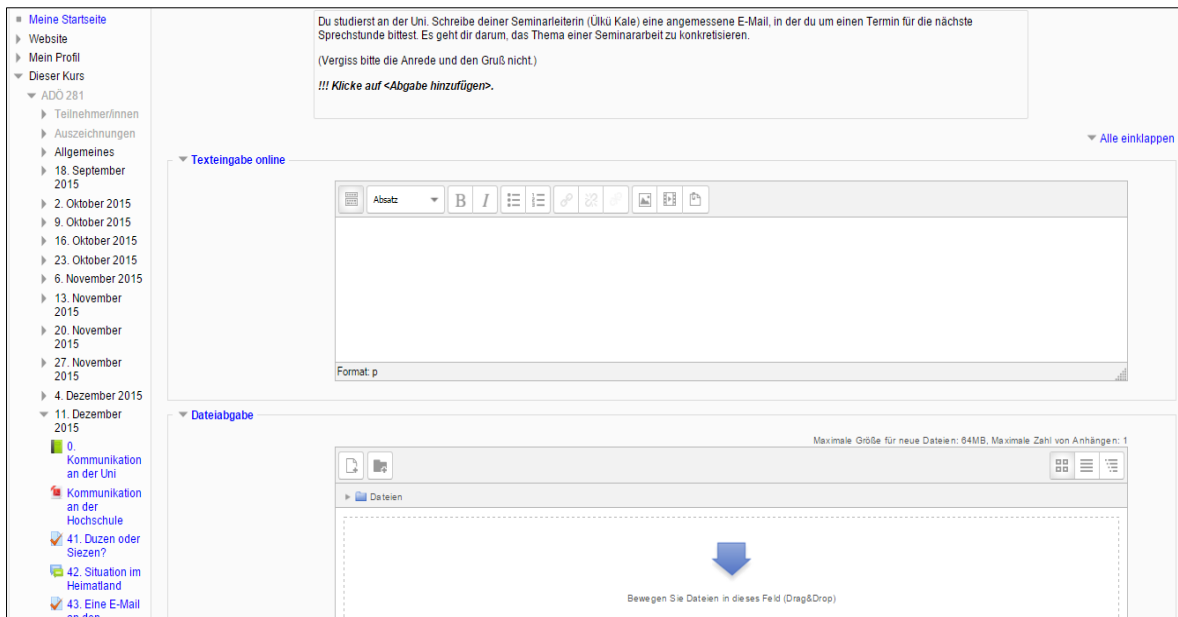 Meine Startseite
Website
Mein Profil
Dieser Kurs
ADÖ 281
Teilnehmer/innen
Auszeichnungen
Allgemeines
18. September
2015
2. Oktober 2015
9. Oktober 2015
16. Oktober 2015
23. Oktober 2015
6. November 2015
13. November
2015
20. November
2015
27. November
2015
4. Dezember 2015
11. Dezember
2015
0.
Kommunikation
an der Uni
Kommunikation
an der
Hochschule
41. Duzen oder
Siezen?
42. Situation im
Heimatland
43. Eine E-Mail
an den
Du studierst an der Uni. Schreibe deiner Seminarleiterin (Ülkü Kale) eine angemessene E-Mail, in der du um einen Termin für die nächste
Sprechstunde bittest. Es geht dir darum, das Thema einer Seminararbeit zu konkretisieren.
(Vergiss bitte die Anrede und den Gruß nicht.)
!!! Klicke auf <Abgabe hinzufügen>.
Alle einklappen
Texteingabe online
Absatz
B I
Format: p
Dateiabgabe
Maximale Größe für neue Dateien: 64MB, Maximale Zahl von Anhängen: 1
Dateien
Bewegen Sie Dateien in dieses Feld (Drag&Drop)